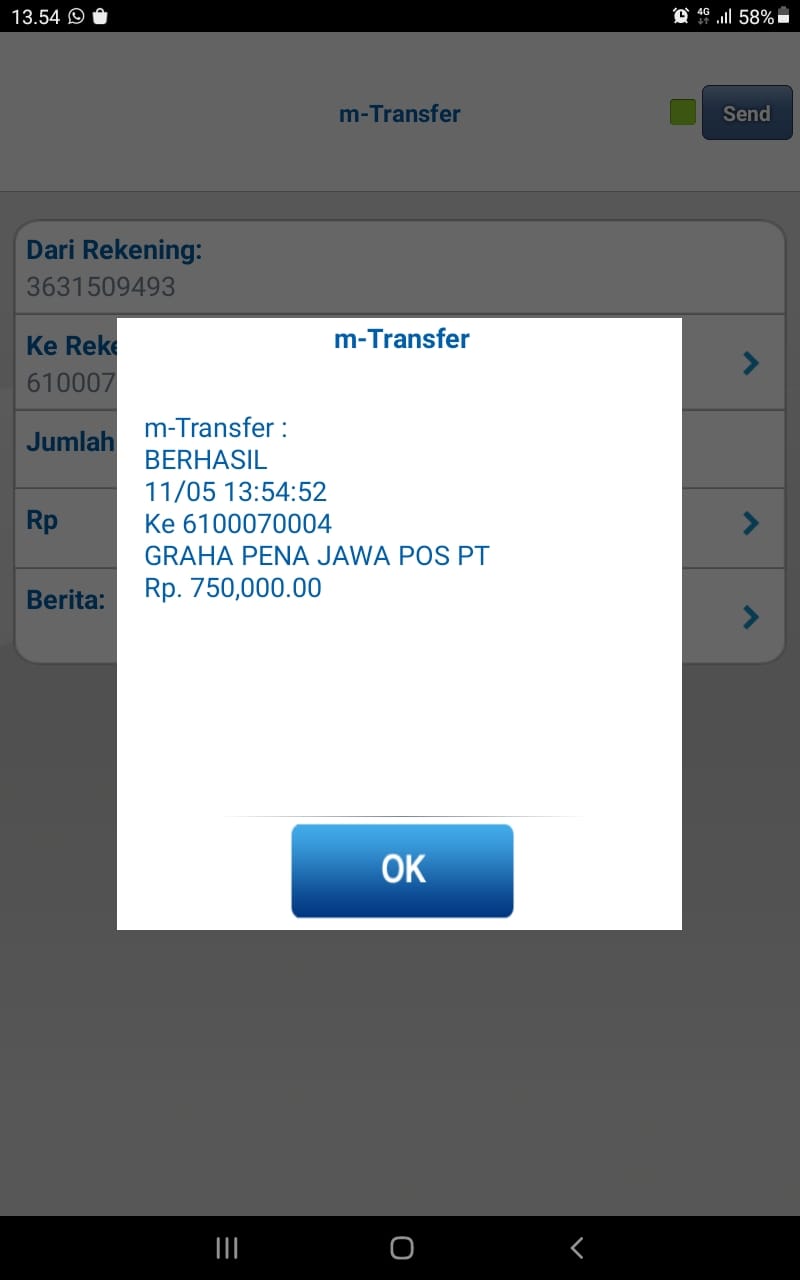 13.54
4G
58%
m-Transfer
Send
Dari Rekening:
3631509493
Ke Reke
610007
Jumlah
Rp
Berita:
m-Transfer
m-Transfer :
BERHASIL
11/05 13:54:52
Ke 6100070004
GRAHA PENA JAWA POS PT
Rp. 750,000.00
OK